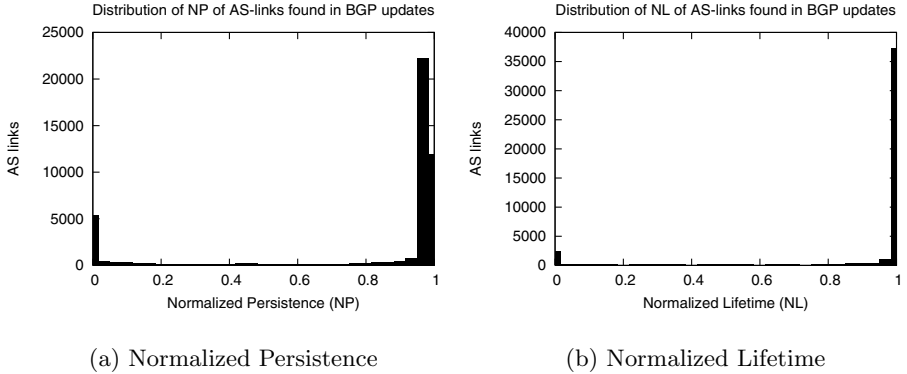 Distribution of NP of AS-links found in BGP updates
25000
20000
15000
10000
5000
0
AS links
0 0.2 0.4 0.6 0.8 1
Normalized Persistence (NP)
(a) Normalized Persistence
Distribution of NL of AS-links found in BGP updates
40000
35000
30000
25000
20000
15000
10000
5000
0
AS links
0 0.2 0.4 0.6 0.8 1
Normalized Lifetime (NL)
(b) Normalized Lifetime